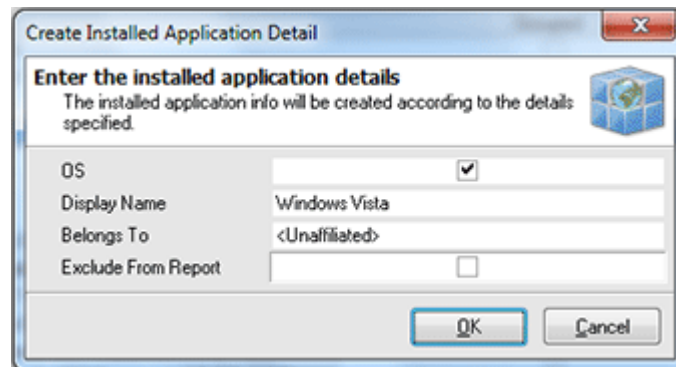 Create Installed Application Detail
Enter the installed application details
The installed application info will be created according to the details
specified.
OS
Display Name Windows Vista
Belongs To <Unaffiliated>
Exclude From Report
OK Cancel